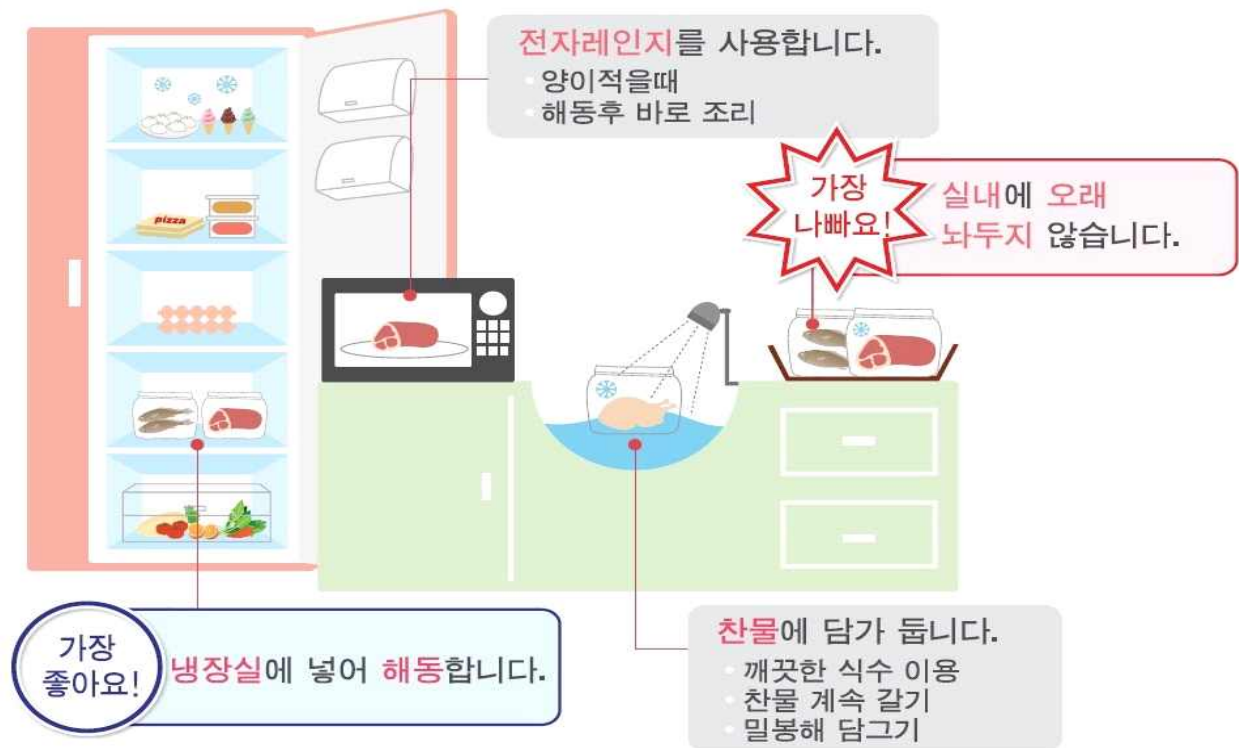 전자레인지를 사용합니다.
양이적을때
해동후 바로 조리
가장
나빠요!
실내에 오래
놔두지 않습니다.
pizza
가장
좋아요!
냉장실에 넣어 해동합니다.
찬물에 담가 둡니다.
깨끗한 식수 이용
찬물 계속 갈기
밀봉해 담그기